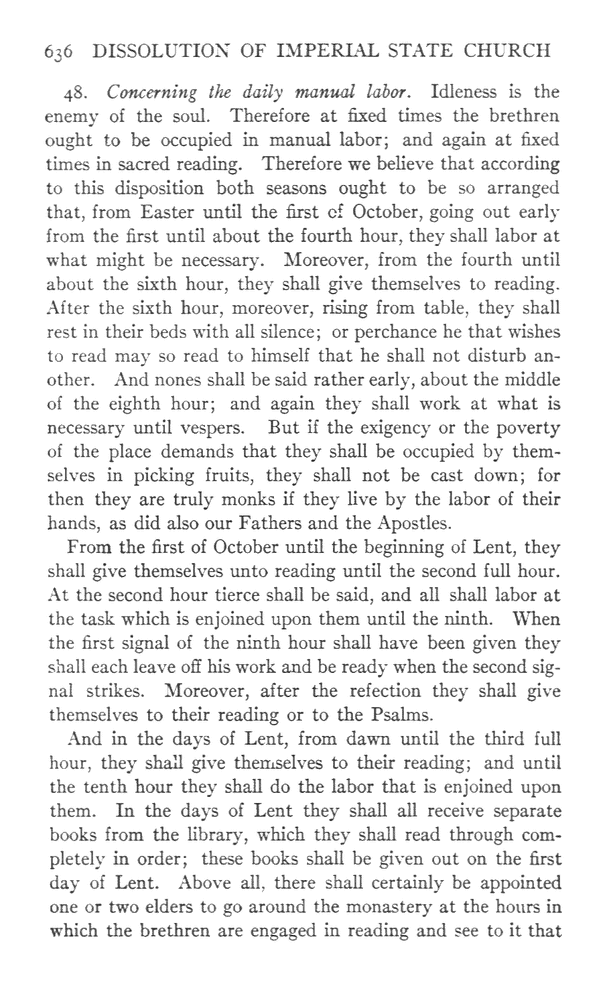 636 DISSOLUTION OF IMPERIAL STATE CHURCH
48. Concerning the daily manual labor. Idleness is the
enemy of the soul. Therefore at fixed times the brethren
ought to be occupied in manual labor; and again at fixed
times in sacred reading. Therefore we believe that according
to this disposition both seasons ought to be so arranged
that, from Easter until the first of October, going out early
from the first until about the fourth hour, they shall labor at
what might be necessary. Moreover, from the fourth until
about the sixth hour, they shall give themselves to reading.
After the sixth hour, moreover, rising from table, they shall
rest in their beds with all silence; or perchance he that wishes
to read may so read to himself that he shall not disturb an-
other. And nones shall be said rather early, about the middle
of the eighth hour; and again they shall work at what is
necessary until vespers. But if the exigency or the poverty
of the place demands that they shall be occupied by them-
selves in picking fruits, they shall not be cast down; for
then they are truly monks if they live by the labor of their
hands, as did also our Fathers and the Apostles.
From the first of October until the beginning of Lent, they
shall give themselves unto reading until the second full hour.
At the second hour tierce shall be said, and all shall labor at
the task which is enjoined upon them until the ninth. When
the first signal of the ninth hour shall have been given they
shall each leave off his work and be ready when the second sig-
nal strikes. Moreover, after the refection they shall give
themselves to their reading or to the Psalms.
And in the days of Lent, from dawn until the third full
hour, they shall give themselves to their reading; and until
the tenth hour they shall do the labor that is enjoined upon
them. In the days of Lent they shall all receive separate
books from the library, which they shall read through com-
pletely in order; these books shall be given out on the first
day of Lent. Above all, there shall certainly be appointed
one or two elders to go around the monastery at the hours in
which the brethren are engaged in reading and see to it that